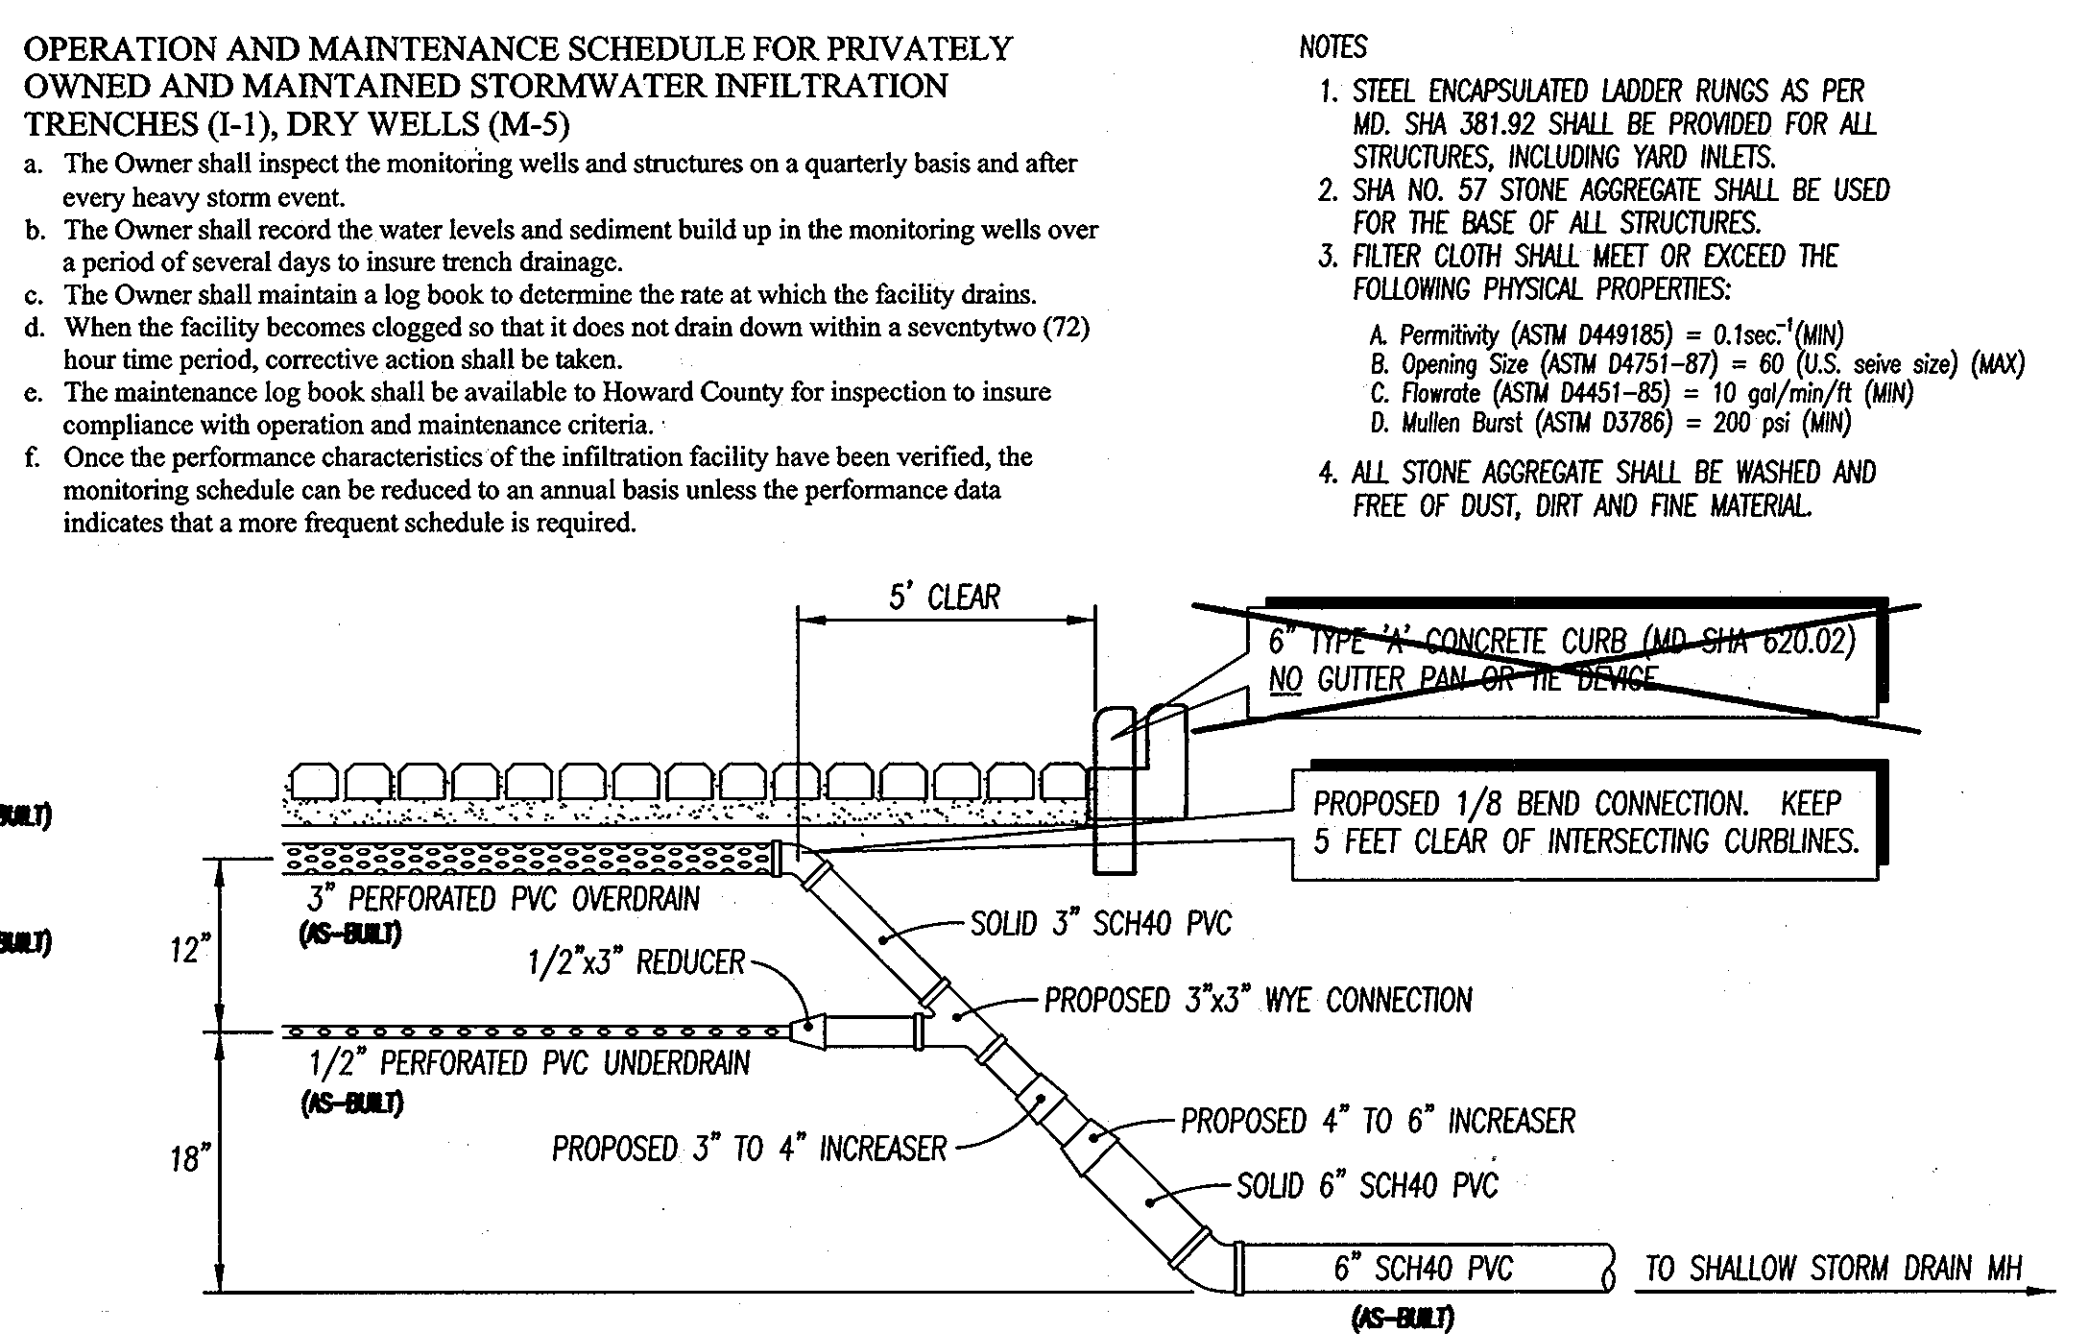 OPERATION AND MAINTENANCE SCHEDULE FOR PRIVATELY
OWNED AND MAINTAINED STORMWATER INFILTRATION
TRENCHES (I-1), DRY WELLS (M-5)
a. The Owner shall inspect the monitoring wells and structures on a quarterly basis and after
every heavy storm event.
b. The Owner shall record the water levels and sediment build up in the monitoring wells over
a period of several days to insure trench drainage.
c. The Owner shall maintain a log book to determine the rate at which the facility drains.
d. When the facility becomes clogged so that it does not drain down within a seventytwo (72)
hour time period, corrective action shall be taken.
e. The maintenance log book shall be available to Howard County for inspection to insure
compliance with operation and maintenance criteria.
f. Once the performance characteristics of the infiltration facility have been verified, the
monitoring schedule can be reduced to an annual basis unless the performance data
indicates that a more frequent schedule is required.
NOTES
1. STEEL ENCAPSULATED LADDER RUNGS AS PER
MD. SHA 381.92 SHALL BE PROVIDED FOR ALL
STRUCTURES, INCLUDING YARD INLETS.
2. SHA NO. 57 STONE AGGREGATE SHALL BE USED
FOR THE BASE OF ALL STRUCTURES.
3. FILTER CLOTH SHALL MEET OR EXCEED THE
FOLLOWING PHYSICAL PROPERTIES:
A. Permitivity (ASTM D449185) = 0.1sec.⁻¹(MIN)
B. Opening Size (ASTM D4751-87) = 60 (U.S. seive size) (MAX)
C. Flowrate (ASTM D4451-85) = 10 gal/min/ft (MIN)
D. Mullen Burst (ASTM D3786) = 200 psi (MIN)
4. ALL STONE AGGREGATE SHALL BE WASHED AND
FREE OF DUST, DIRT AND FINE MATERIAL.
5' CLEAR
6" TYPE 'A' CONCRETE CURB (MD SHA 620.02)
NO GUTTER PAN OR TIE DEVICE
PROPOSED 1/8 BEND CONNECTION. KEEP
5 FEET CLEAR OF INTERSECTING CURBLINES.
3" PERFORATED PVC OVERDRAIN
(AS-BUILT)
SOLID 3" SCH40 PVC
12"
1/2"x3" REDUCER
PROPOSED 3"x3" WYE CONNECTION
1/2" PERFORATED PVC UNDERDRAIN
(AS-BUILT)
PROPOSED 4" TO 6" INCREASER
18"
PROPOSED 3" TO 4" INCREASER
SOLID 6" SCH40 PVC
6" SCH40 PVC
TO SHALLOW STORM DRAIN MH
(AS-BUILT)